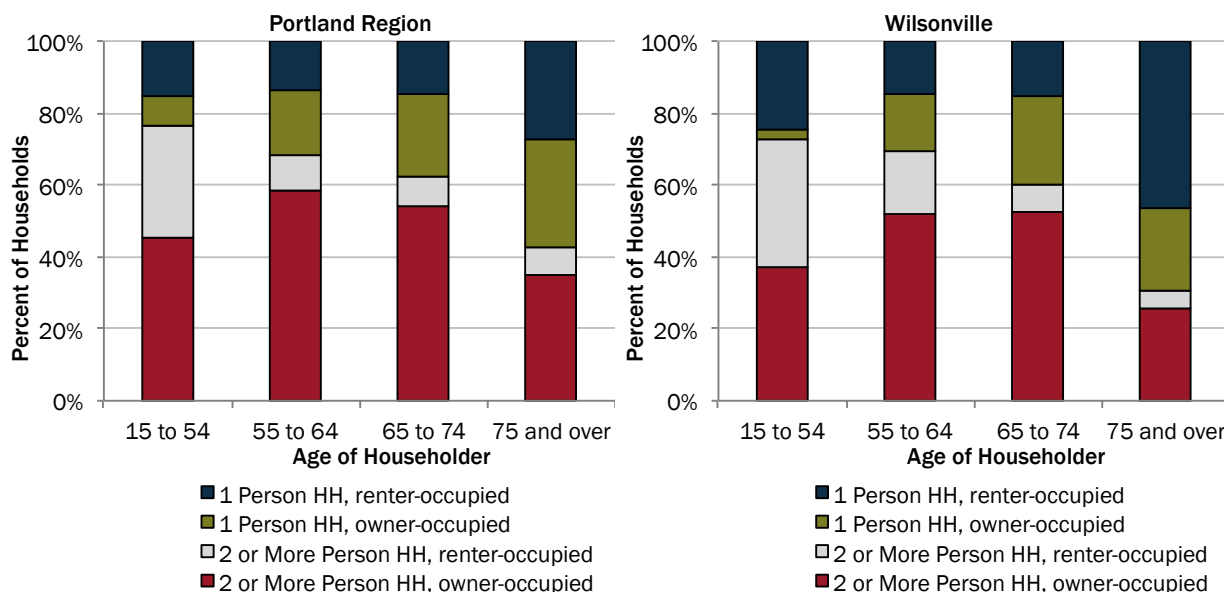 Portland Region
100%
80%
60%
40%
20%
0%
Percent of Households
15 to 54
55 to 64
65 to 74
75 and over
Age of Householder
1 Person HH, renter-occupied
1 Person HH, owner-occupied
2 or More Person HH, renter-occupied
2 or More Person HH, owner-occupied
Wilsonville
100%
80%
60%
40%
20%
0%
Percent of Households
15 to 54
55 to 64
65 to 74
75 and over
Age of Householder
1 Person HH, renter-occupied
1 Person HH, owner-occupied
2 or More Person HH, renter-occupied
2 or More Person HH, owner-occupied